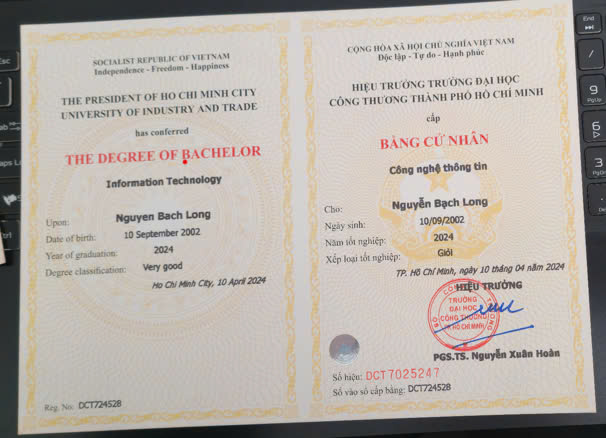 SOCIALIST REPUBLIC OF VIETNAM
Independence - Freedom - Happiness
THE PRESIDENT OF HO CHI MINH CITY
UNIVERSITY OF INDUSTRY AND TRADE
has conferred
THE DEGREE OF BACHELOR
Information Technology
Upon: Nguyen Bach Long
Date of birth: 10 September 2002
Year of graduation: 2024
Degree classification: Very good
Ho Chi Minh City, 10 April 2024
Reg. No: DCT724528
CỘNG HÒA XÃ HỘI CHỦ NGHĨA VIỆT NAM
Độc lập - Tự do - Hạnh phúc
HIỆU TRƯỞNG TRƯỜNG ĐẠI HỌC
CÔNG THƯƠNG THÀNH PHỐ HỒ CHÍ MINH
cấp
BẰNG CỬ NHÂN
Công nghệ thông tin
Cho: Nguyễn Bạch Long
Ngày sinh: 10/09/2002
Năm tốt nghiệp: 2024
Xếp loại tốt nghiệp: Giỏi
TP. Hồ Chí Minh, ngày 10 tháng 04 năm 2024
HIỆU TRƯỞNG
TRƯỜNG
ĐẠI HỌC
CÔNG THƯƠNG
TP HỒ CHÍ MINH
PGS.TS. Nguyễn Xuân Hoàn
Số hiệu: DCT7025247
Số vào sổ cấp bằng: DCT724528
End
/
9
PgUp
6
3
PgDn